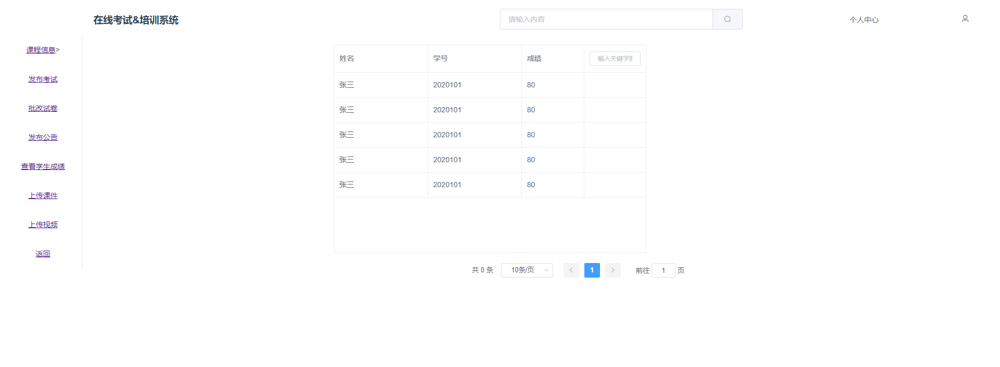 在线考试&培训系统
请输入内容
个人中心
课程信息>
发布考试
批改试卷
发布公告
查看学生成绩
上传课件
上传视频
返回
姓名 学号 成绩 输入关键字
张三 2020101 80
张三 2020101 80
张三 2020101 80
张三 2020101 80
张三 2020101 80
共 0 条 10条/页 1 前往 1 页